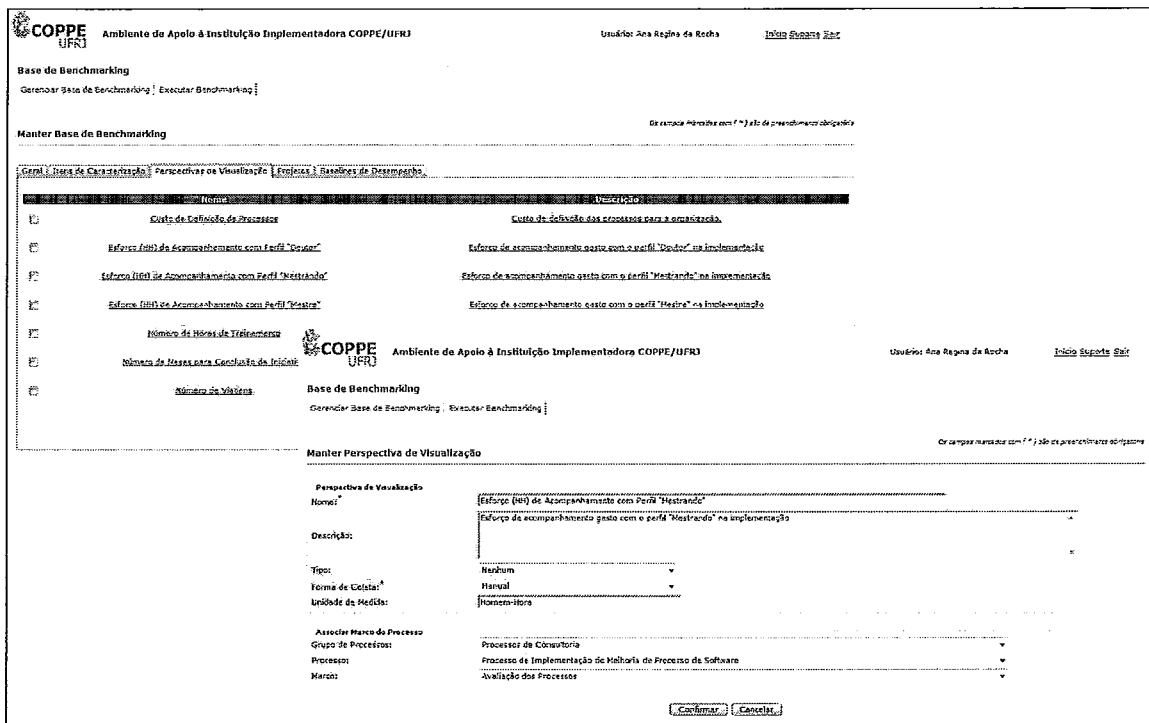 COPPE
UFRJ
Ambiente de Apoio à Instituição Implementadora COPPE/UFRJ
Usuário: Ana Regina da Rocha
Início Suporte Sair
Base de Benchmarking
Gerenciar Base de Benchmarking Executar Benchmarking
Os campos marcados com ( * ) são de preenchimento obrigatório
Manter Base de Benchmarking
Geral Itens de Caracterização Perspectivas de Visualização Projetos Baselines de Desempenho
Nome Descrição
Custo de Definição de Processos Custo de definição dos processos para a organização.
Esforço (HH) de Acompanhamento com Perfil "Doutor" Esforço de acompanhamento gasto com o perfil "Doutor" na implementação
Esforço (HH) de Acompanhamento com Perfil "Mestrando" Esforço de acompanhamento gasto com o perfil "Mestrando" na implementação
Esforço (HH) de Acompanhamento com Perfil "Mestre" Esforço de acompanhamento gasto com o perfil "Mestre" na implementação
Número de Horas de Treinamento
Número de Meses para Conclusão da
Número de Viagens
COPPE
UFRJ
Ambiente de Apoio à Instituição Implementadora COPPE/UFRJ
Usuário: Ana Regina da Rocha
Início Suporte Sair
Base de Benchmarking
Gerenciar Base de Benchmarking Executar Benchmarking
Os campos marcados com ( * ) são de preenchimento obrigatório
Manter Perspectiva de Visualização
Perspectiva de Visualização
Nome:* Esforço (HH) de Acompanhamento com Perfil "Mestrando"
Descrição: Esforço de acompanhamento gasto com o perfil "Mestrando" na implementação
Tipo: Nenhum
Forma de Coleta:* Manual
Unidade de Medida: Homem-Hora
Associar Marco do Processo
Grupo de Processos: Processos de Consultoria
Processo: Processo de Implementação de Melhoria de Processo de Software
Marco: Avaliação dos Processos
Confirmar Cancelar